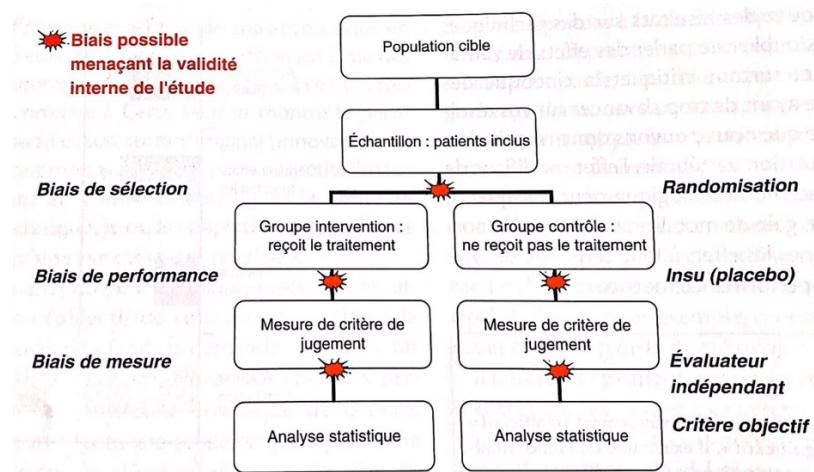 Biais possible
menaçant la validité
interne de l'étude
Population cible
Échantillon : patients inclus
Biais de sélection
Randomisation
Groupe intervention :
reçoit le traitement
Groupe contrôle :
ne reçoit pas le traitement
Biais de performance
Insu (placebo)
Mesure de critère de
jugement
Mesure de critère de
jugement
Biais de mesure
Évaluateur
indépendant
Critère objectif
Analyse statistique
Analyse statistique